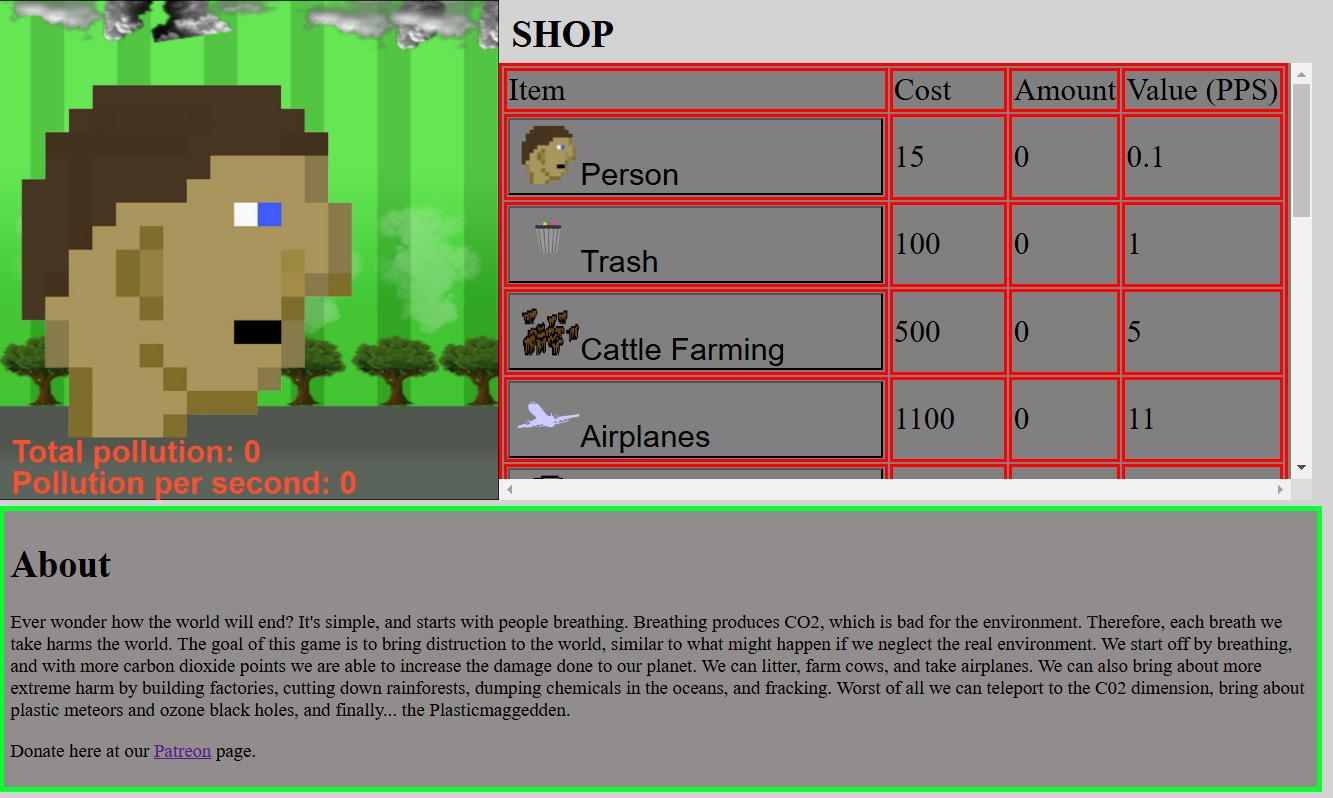 SHOP
Item Cost Amount Value (PPS)
Person 15 0 0.1
Trash 100 0 1
Cattle Farming 500 0 5
Airplanes 1100 0 11
Total pollution: 0
Pollution per second: 0
About
Ever wonder how the world will end? It's simple, and starts with people breathing. Breathing produces CO2, which is bad for the environment. Therefore, each breath we
take harms the world. The goal of this game is to bring distruction to the world, similar to what might happen if we neglect the real environment. We start off by breathing,
and with more carbon dioxide points we are able to increase the damage done to our planet. We can litter, farm cows, and take airplanes. We can also bring about more
extreme harm by building factories, cutting down rainforests, dumping chemicals in the oceans, and fracking. Worst of all we can teleport to the C02 dimension, bring about
plastic meteors and ozone black holes, and finally... the Plasticmaggedden.
Donate here at our Patreon page.